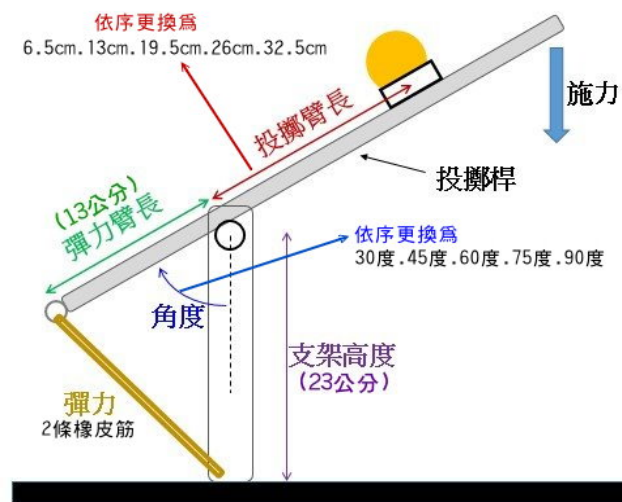 依序更換爲
6.5cm.13cm.19.5cm.26cm.32.5cm
施力
投擲臂長
投擲桿
(13公分)
彈力臂長
依序更換爲
30度.45度.60度.75度.90度
角度
支架高度
(23公分)
彈力
2條橡皮筋